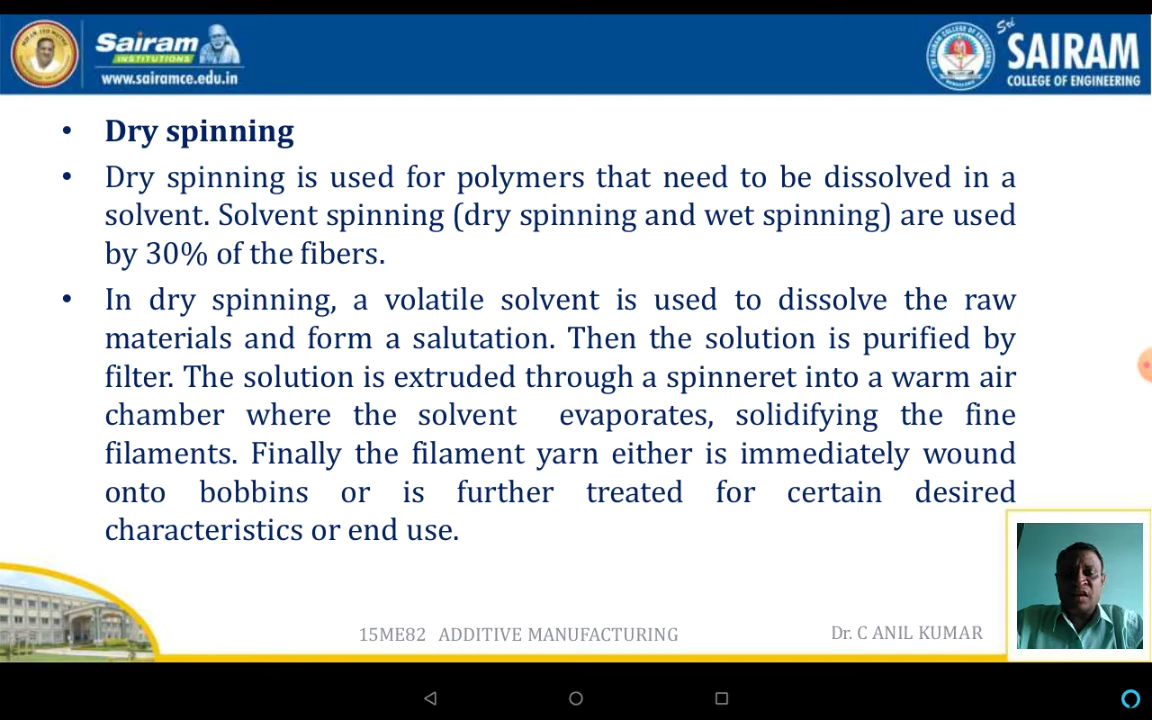 Sairam
INSTITUTIONS
www.sairamce.edu.in
Sri
SAIRAM
COLLEGE OF ENGINEERING
• Dry spinning
• Dry spinning is used for polymers that need to be dissolved in a
solvent. Solvent spinning (dry spinning and wet spinning) are used
by 30% of the fibers.
• In dry spinning, a volatile solvent is used to dissolve the raw
materials and form a salutation. Then the solution is purified by
filter. The solution is extruded through a spinneret into a warm air
chamber where the solvent evaporates, solidifying the fine
filaments. Finally the filament yarn either is immediately wound
onto bobbins or is further treated for certain desired
characteristics or end use.
15ME82 ADDITIVE MANUFACTURING
Dr. C ANIL KUMAR